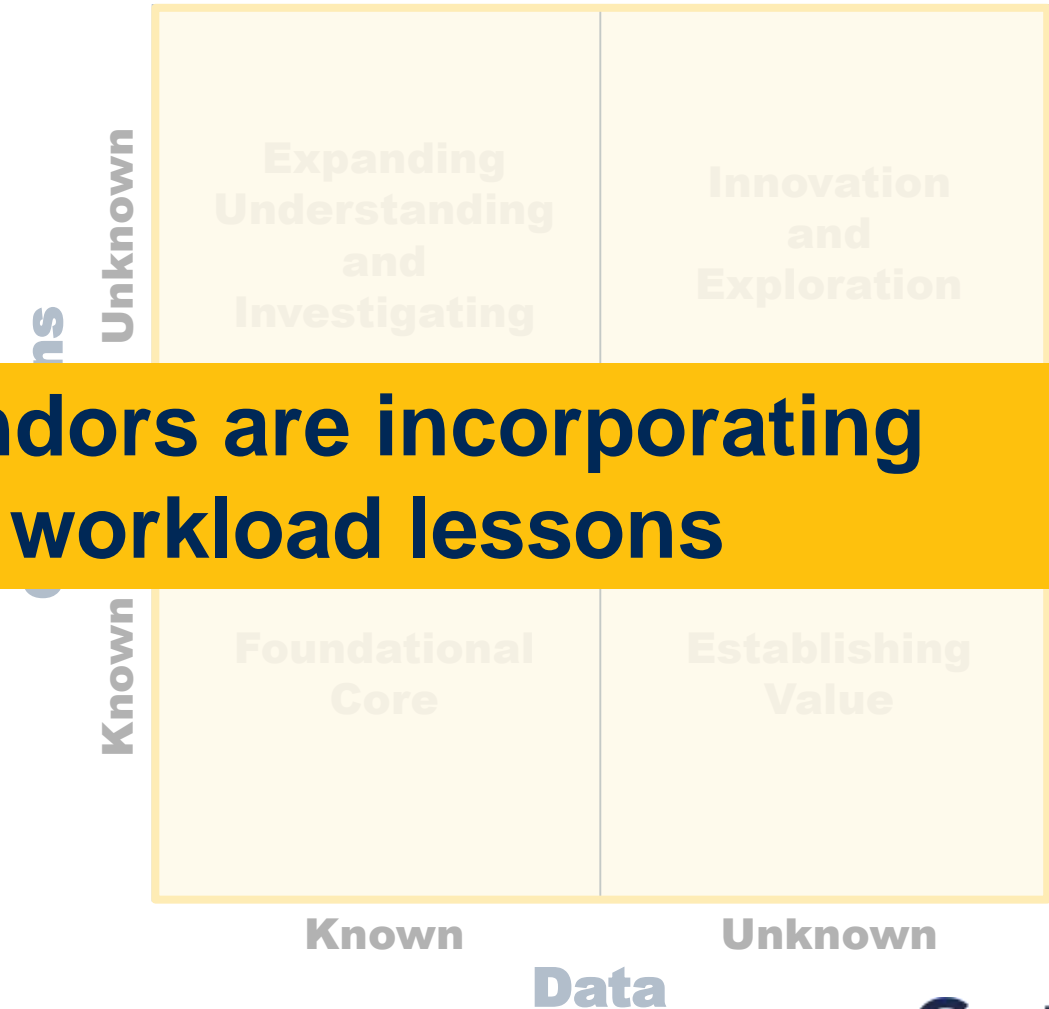 Unknown
Expanding
Understanding
and
Investigating
Innovation
and
Exploration
ndors are incorporating
workload lessons
Known
Foundational
Core
Establishing
Value
Known
Unknown
Data